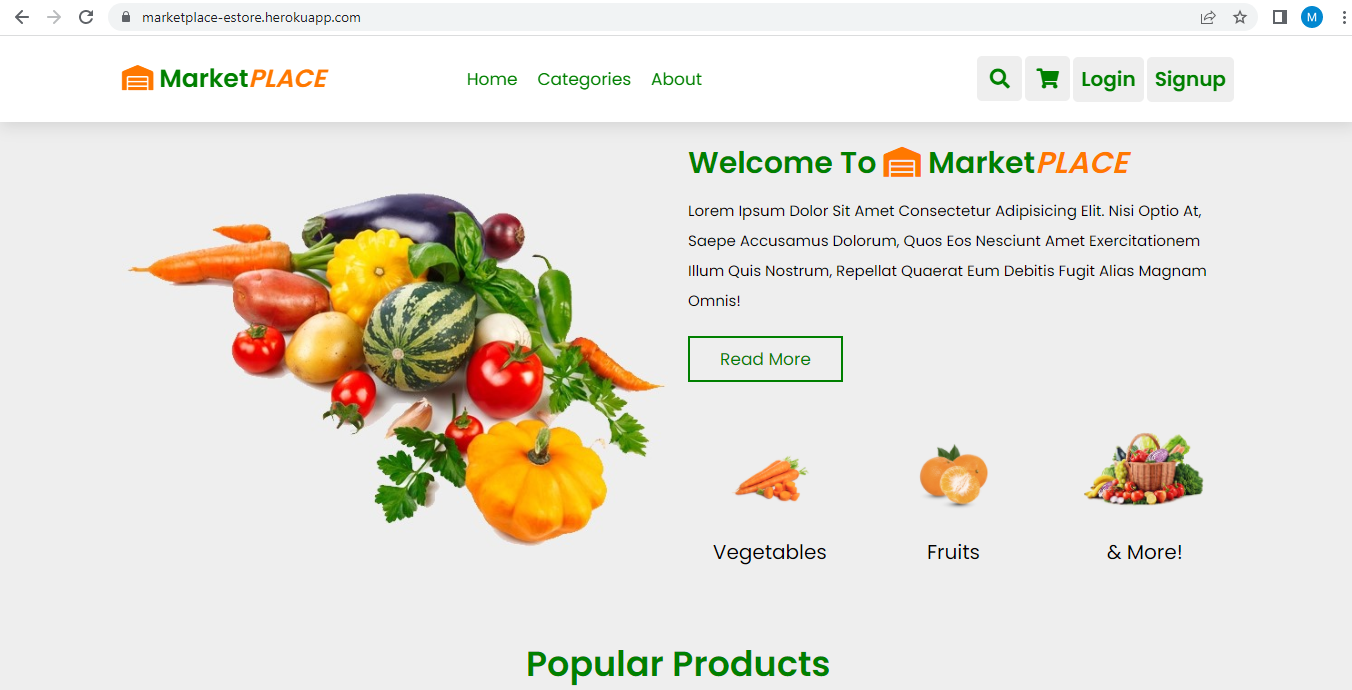 marketplace-estore.herokuapp.com
M
MarketPLACE
Home Categories About
Login Signup
Welcome To MarketPLACE
Lorem Ipsum Dolor Sit Amet Consectetur Adipisicing Elit. Nisi Optio At,
Saepe Accusamus Dolorum, Quos Eos Nesciunt Amet Exercitationem
Illum Quis Nostrum, Repellat Quaerat Eum Debitis Fugit Alias Magnam
Omnis!
Read More
Vegetables Fruits & More!
Popular Products